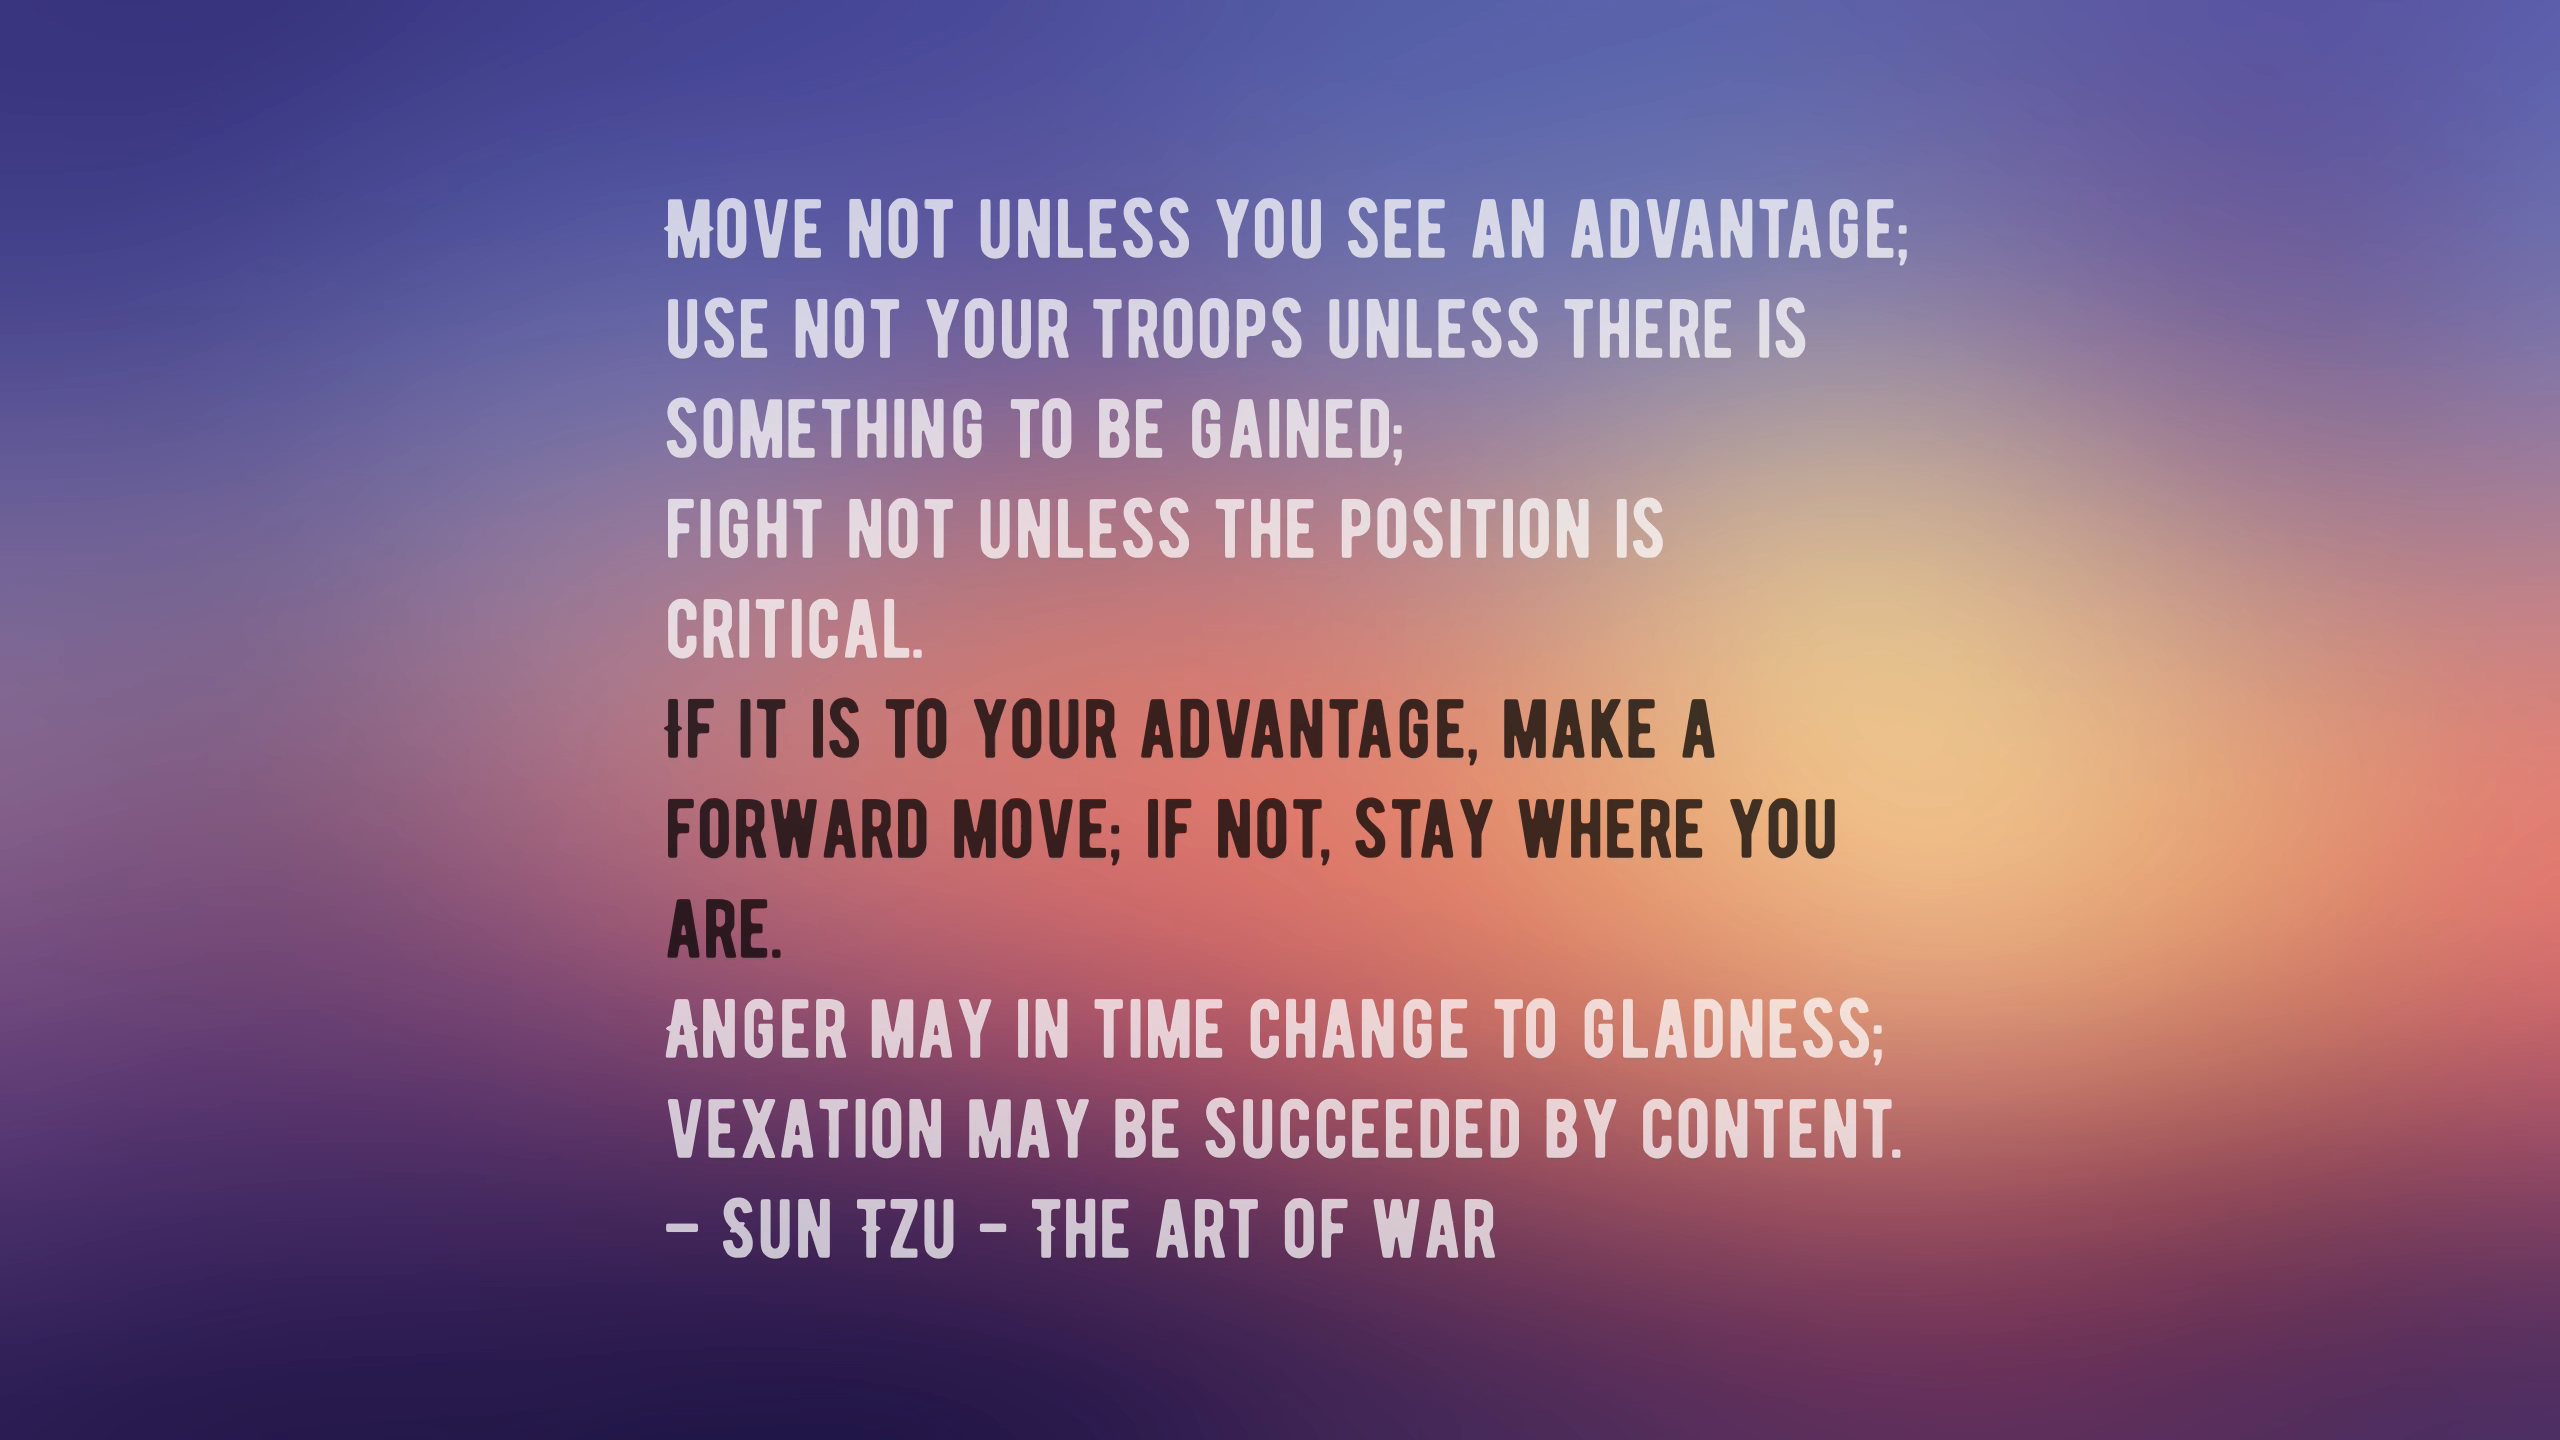 Move not unless you see an advantage;
use not your troops unless there is
something to be gained;
fight not unless the position is
critical.
If it is to your advantage, make a
forward move; if not, stay where you
are.
Anger may in time change to gladness;
vexation may be succeeded by content.
– Sun Tzu – The Art of War